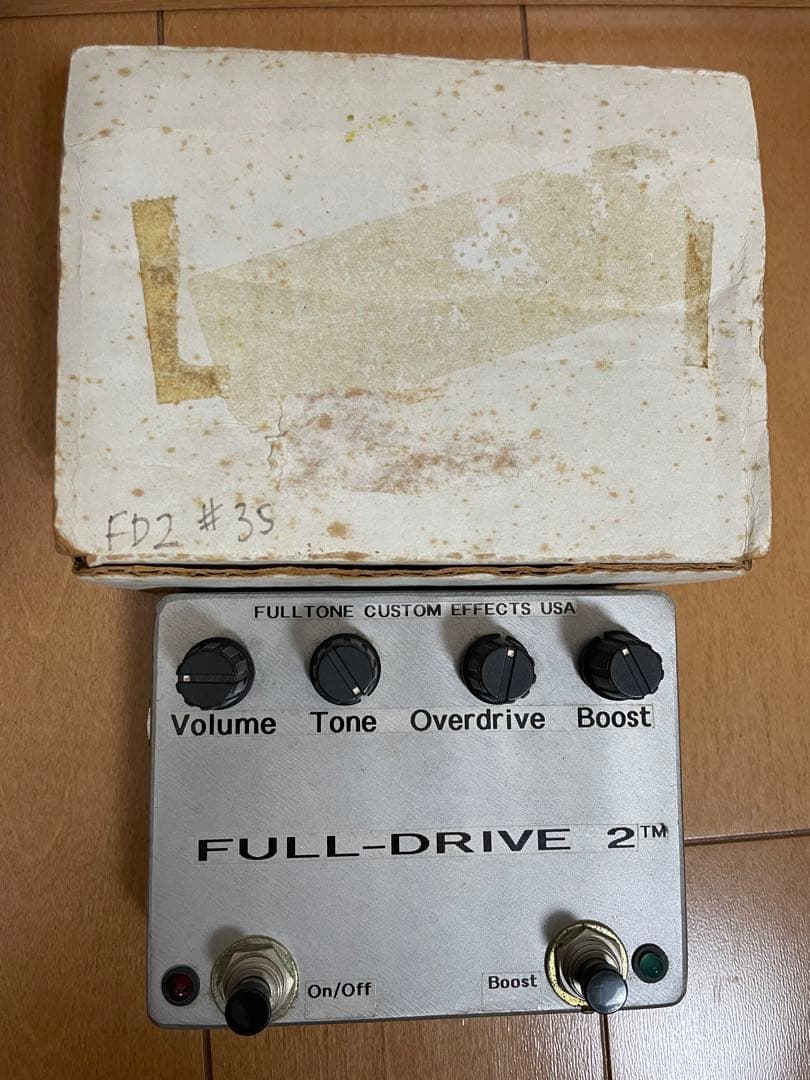 FD2 #35
FULLTONE CUSTOM EFFECTS USA
Volume Tone Overdrive Boost
FULL-DRIVE 2™
On/Off Boost